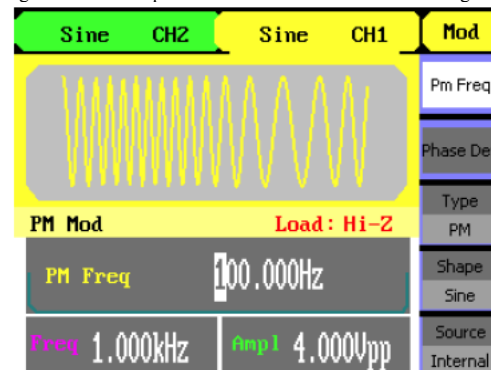 Sine CH2 Sine CH1 Mod
Pm Freq
Phase De
Type
PM
PM Mod Load: Hi-Z
Shape
Sine
PM Freq 100.000Hz
Source
Internal
Freq 1.000kHz Ampl 4.000Vpp